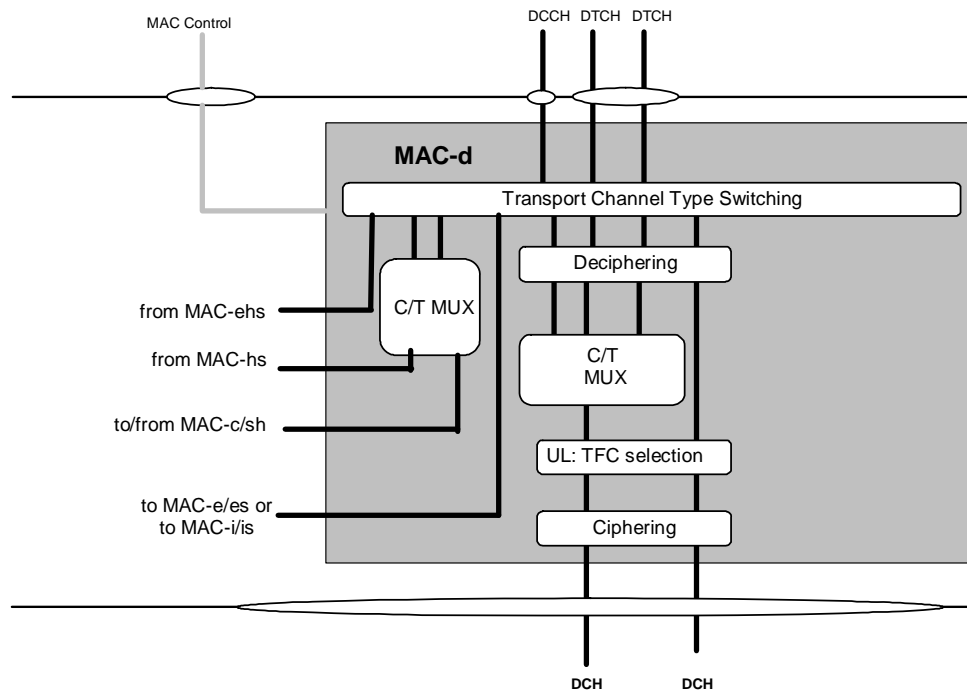 MAC Control
DCCH DTCH DTCH
MAC-d
Transport Channel Type Switching
Deciphering
from MAC-ehs
C/T MUX
from MAC-hs
C/T
MUX
to/from MAC-c/sh
UL: TFC selection
to MAC-e/es or
to MAC-i/is
Ciphering
DCH DCH